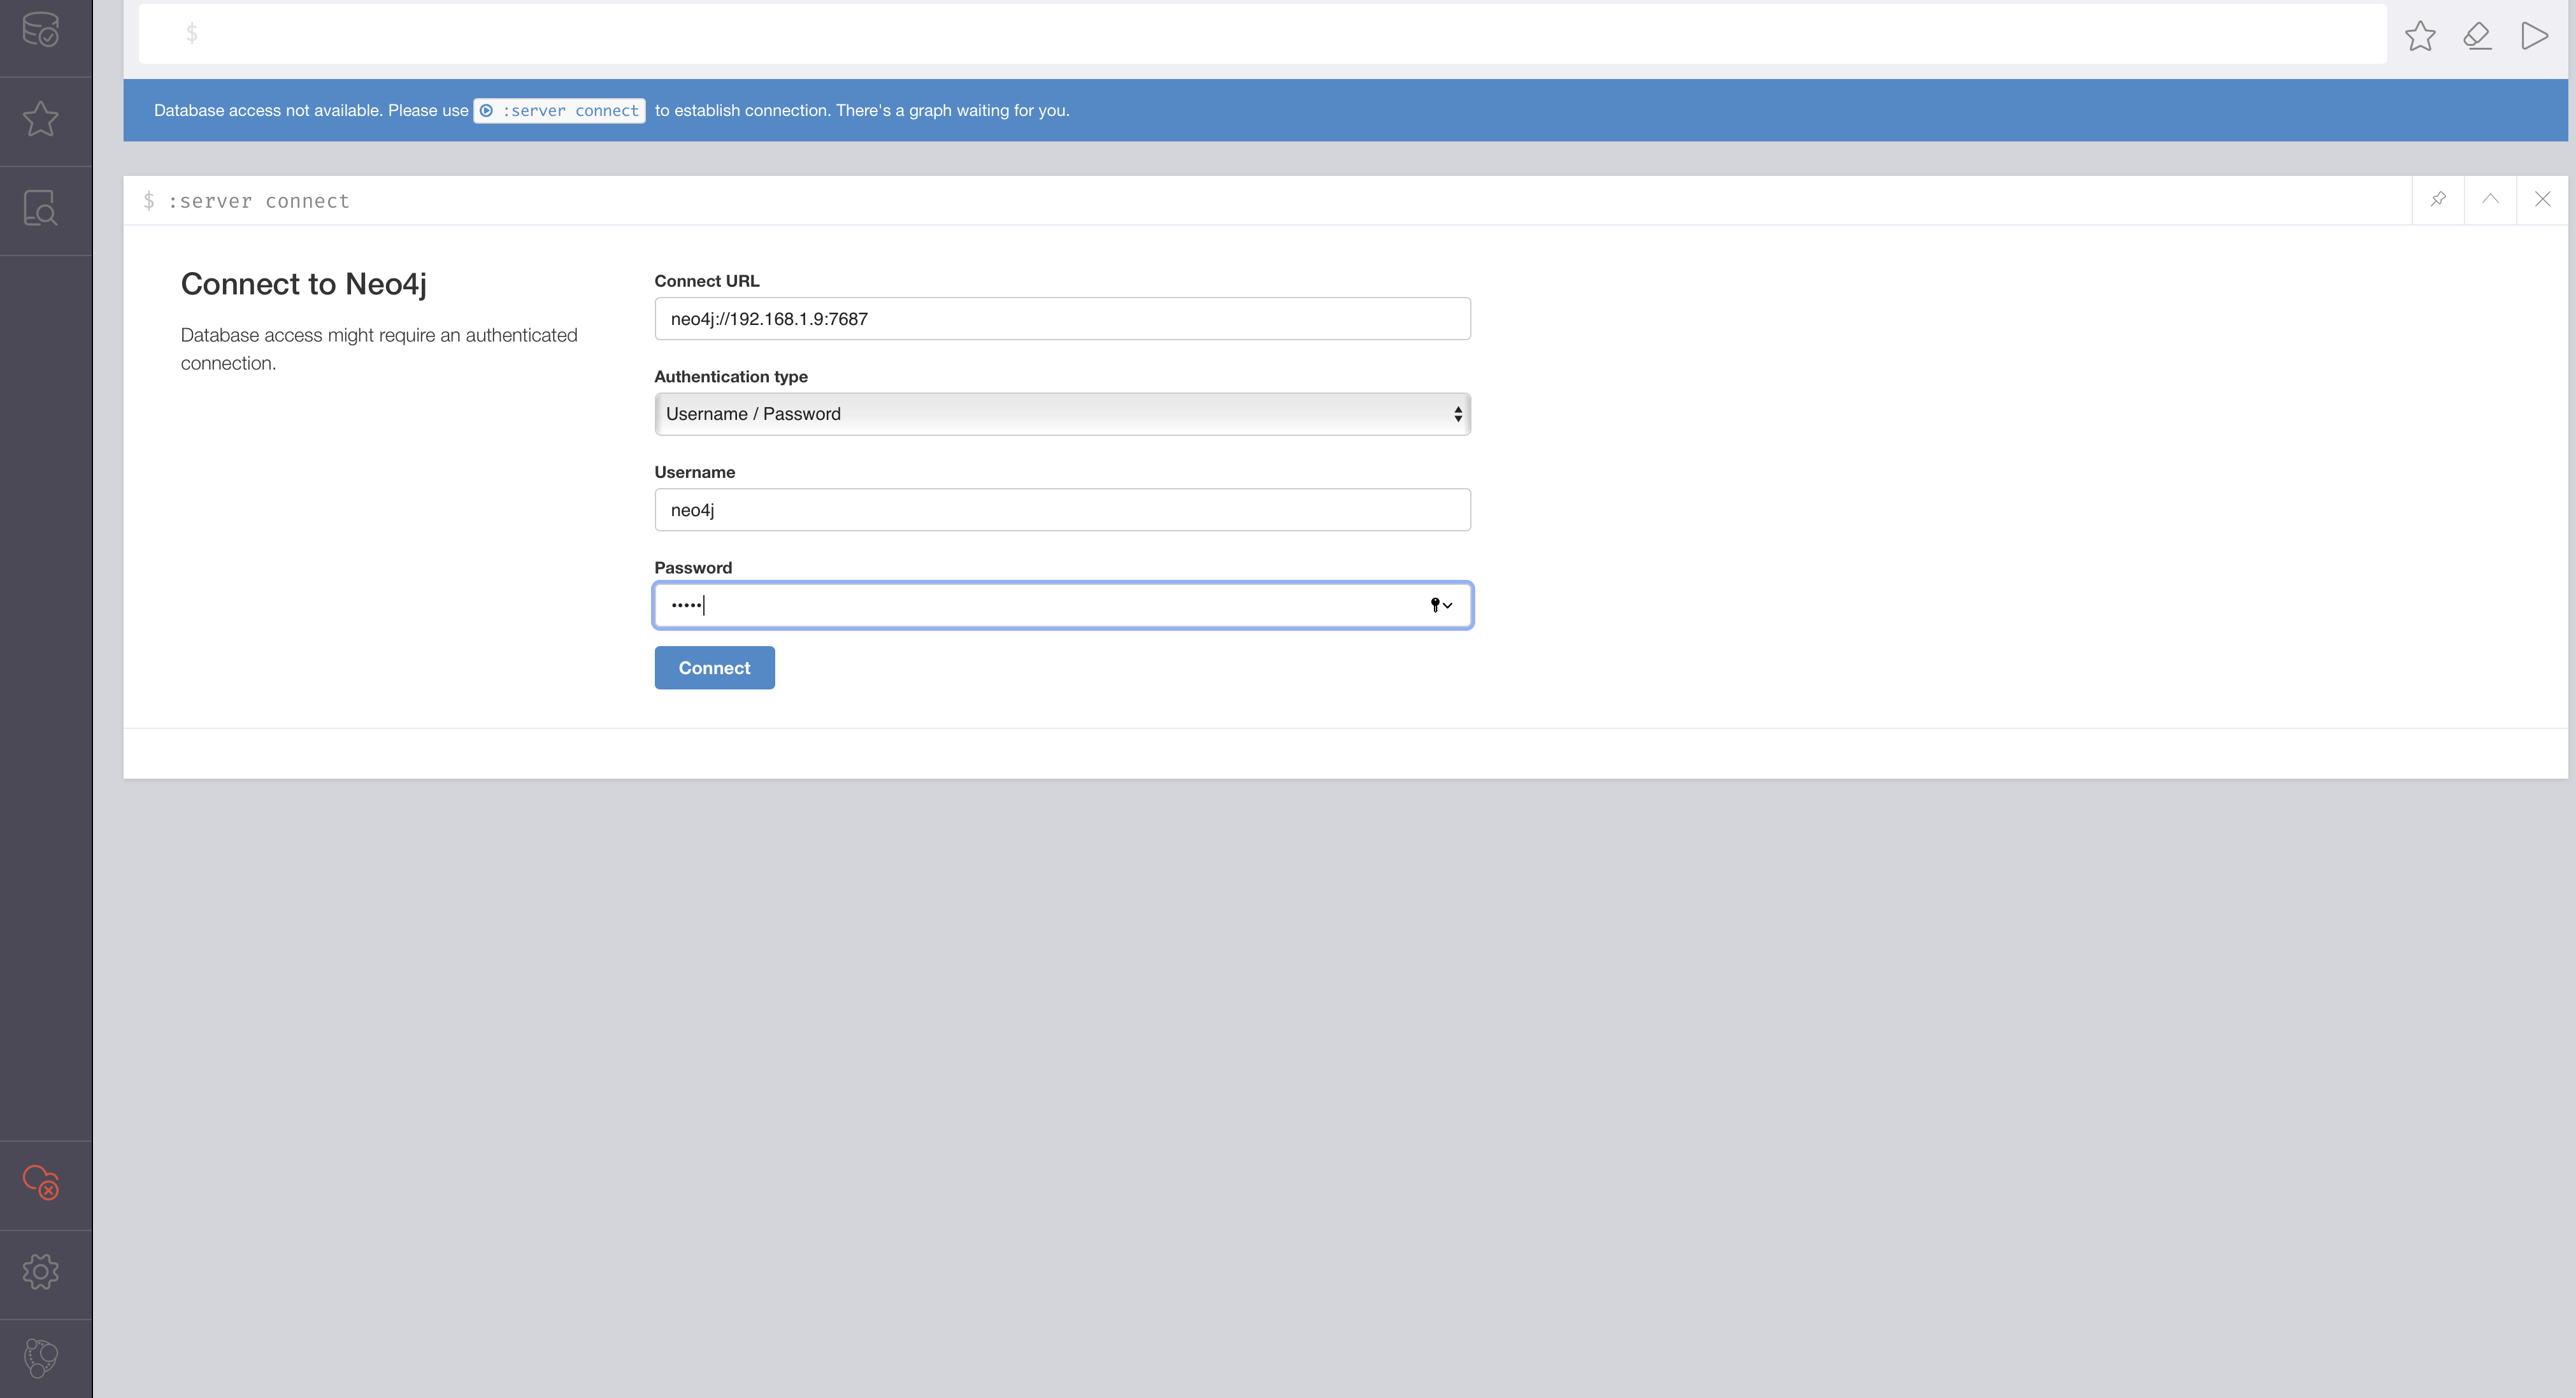 $
Database access not available. Please use :server connect to establish connection. There's a graph waiting for you.
$ :server connect
Connect to Neo4j
Database access might require an authenticated
connection.
Connect URL
neo4j://192.168.1.9:7687
Authentication type
Username / Password
Username
neo4j
Password
•••••
Connect